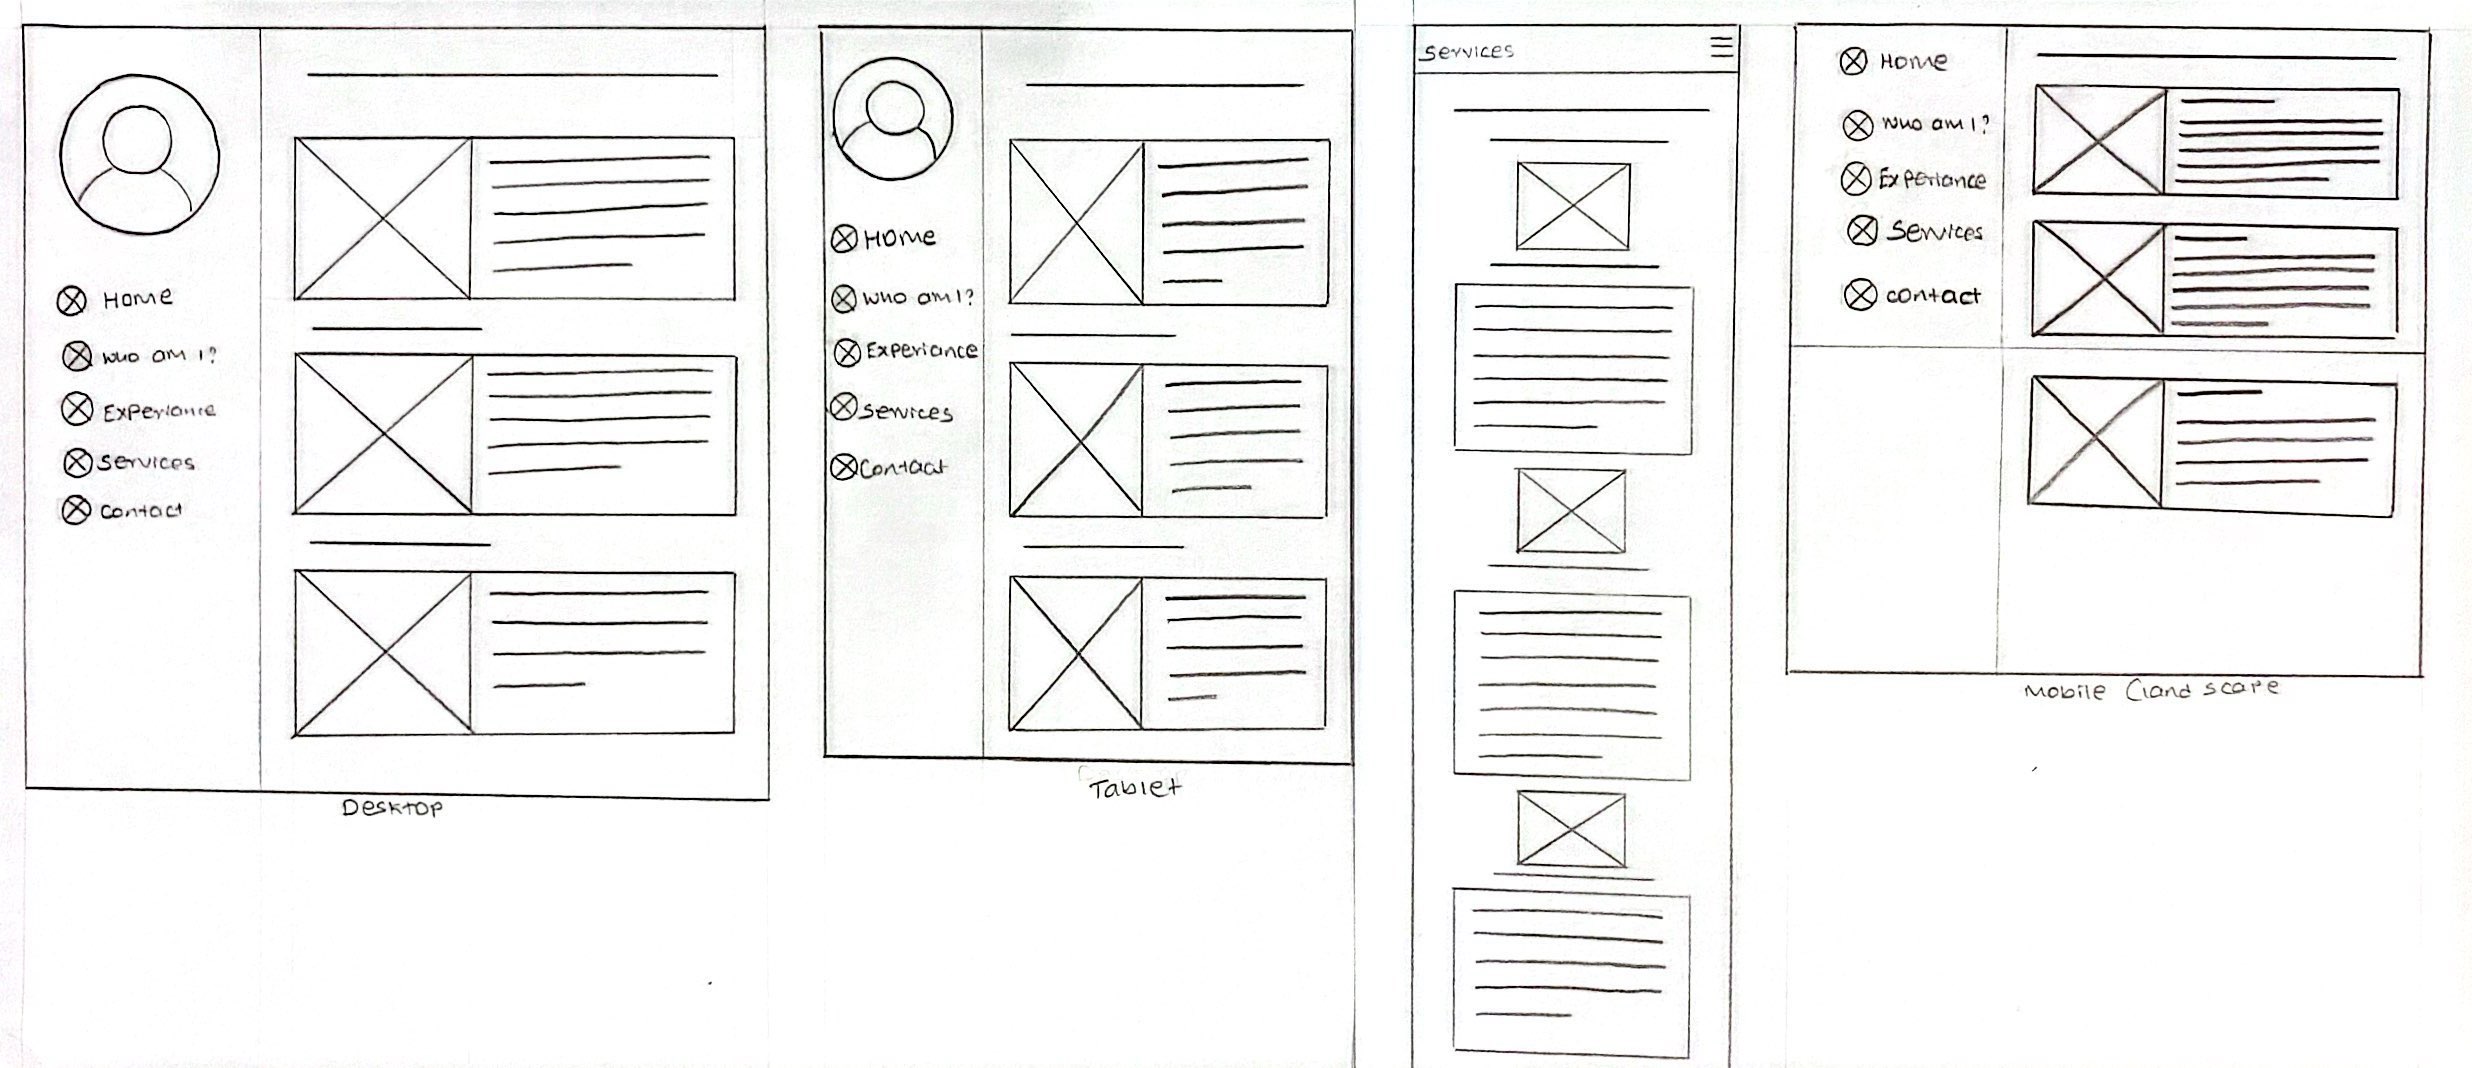 Home
who am I?
Experiance
Services
Contact
Desktop
Home
who am I?
Experiance
Services
Contact
Tablet
Services
Home
who am I?
Experiance
Services
contact
Mobile (landscape